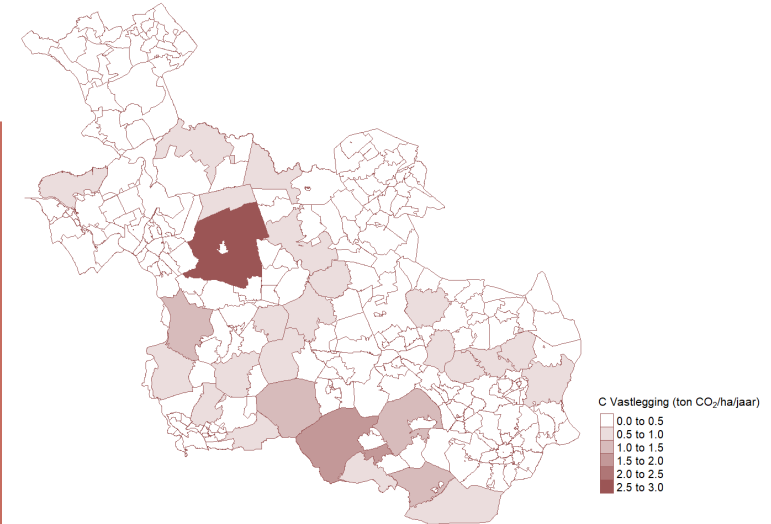 C Vastlegging (ton CO₂/ha/jaar)
0.0 to 0.5
0.5 to 1.0
1.0 to 1.5
1.5 to 2.0
2.0 to 2.5
2.5 to 3.0